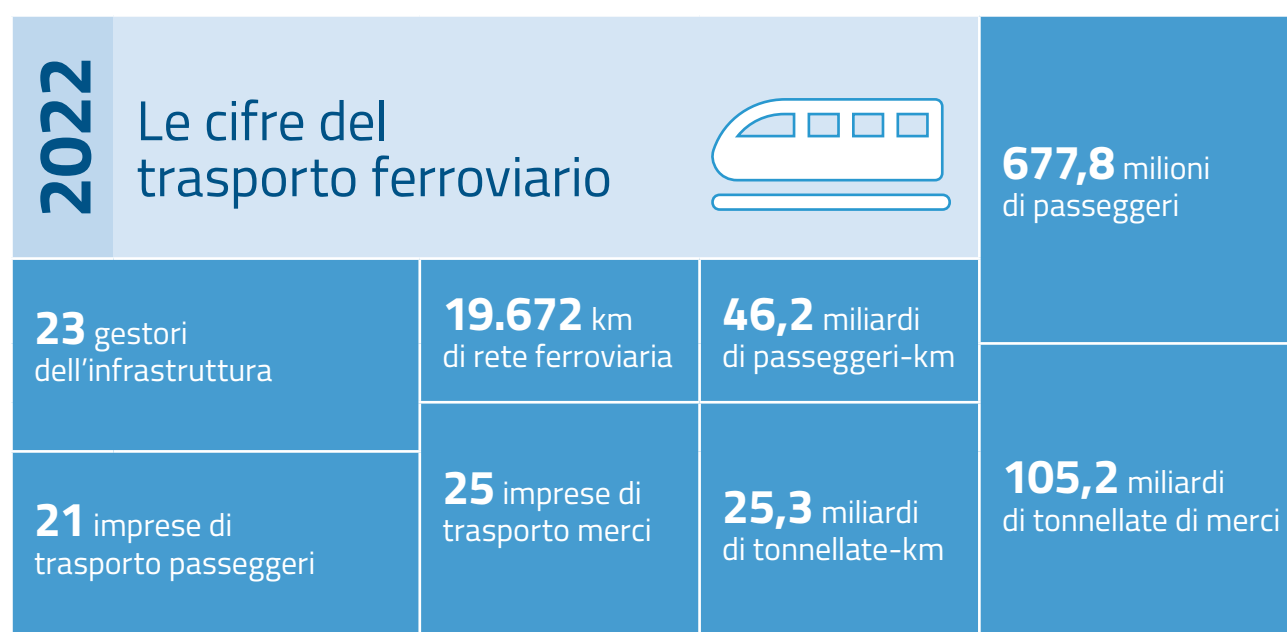 2022
Le cifre del
trasporto ferroviario
677,8 milioni
di passeggeri
23 gestori
dell'infrastruttura
19.672 km
di rete ferroviaria
46,2 miliardi
di passeggeri-km
21 imprese di
trasporto passeggeri
25 imprese di
trasporto merci
25,3 miliardi
di tonnellate-km
105,2 miliardi
di tonnellate di merci